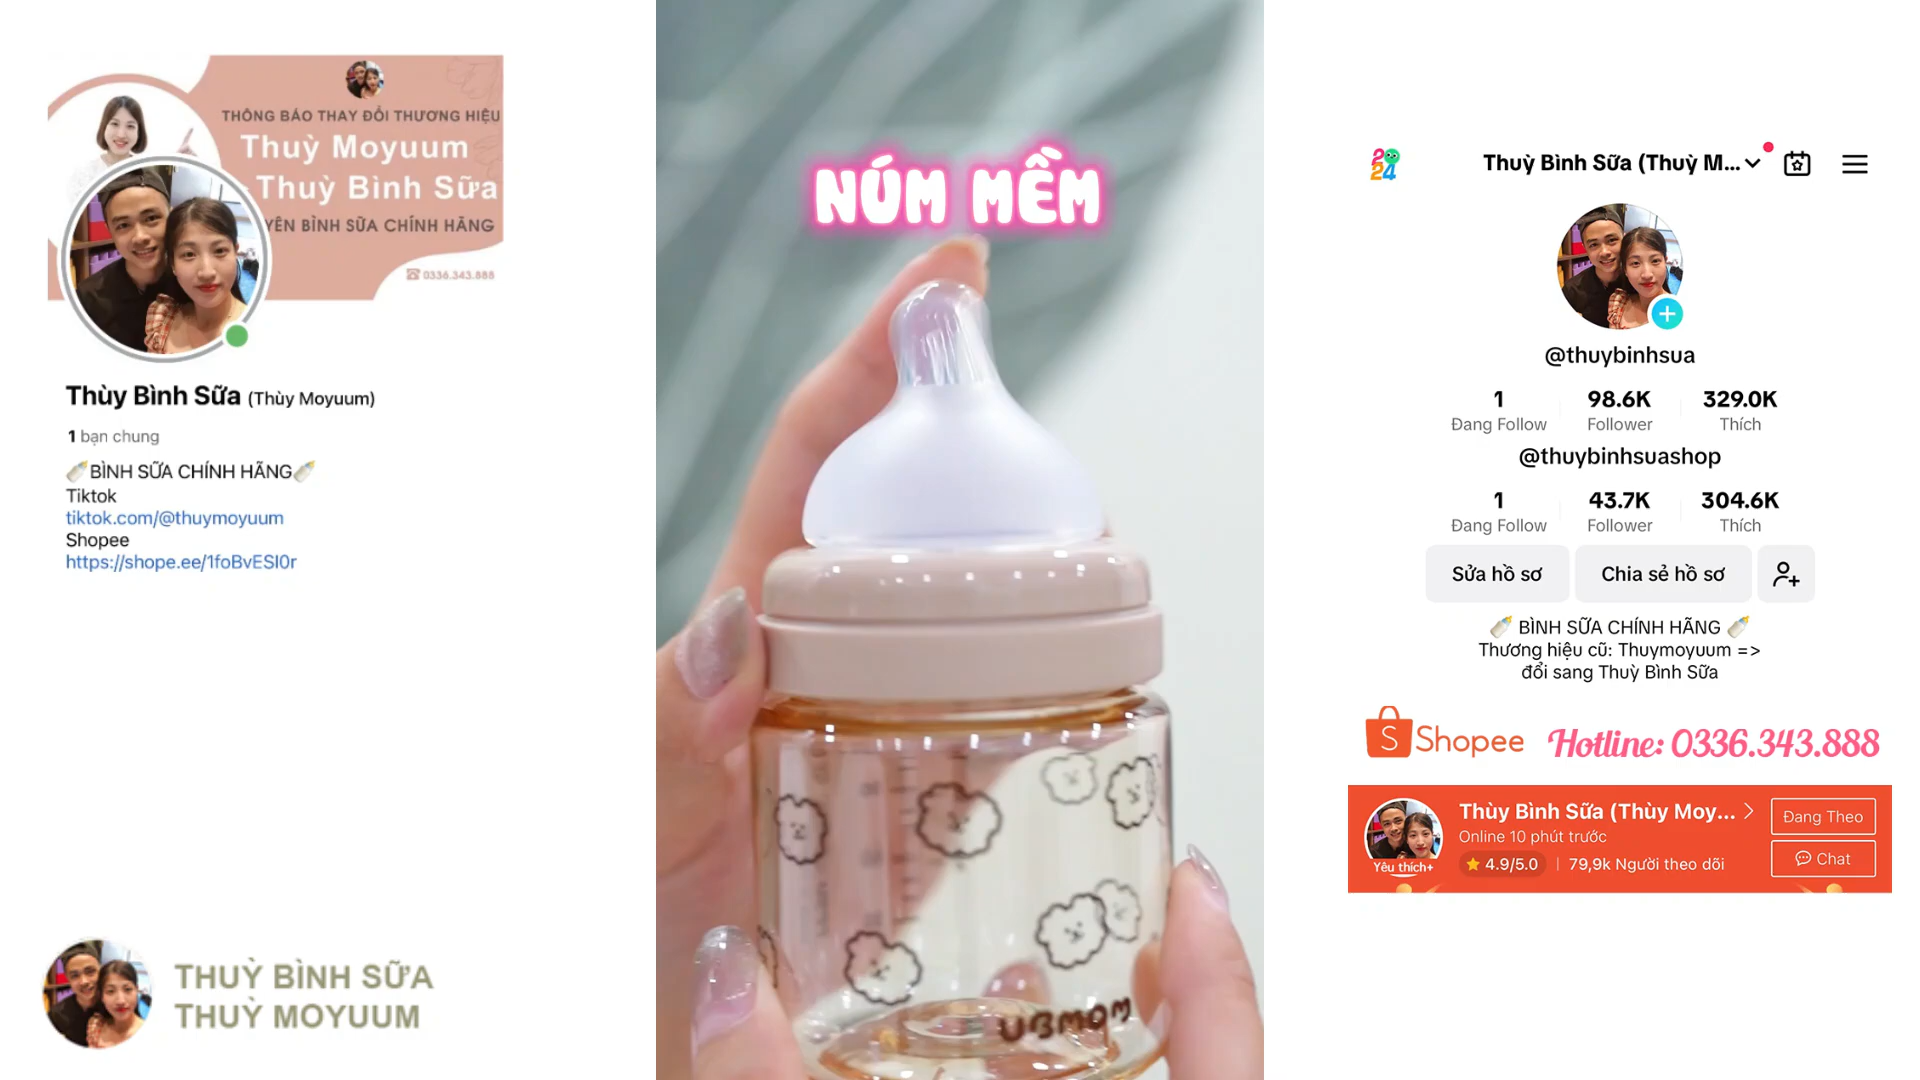 THÔNG BÁO THAY ĐỔI THƯƠNG HIỆU
Thuỳ Moyuum
Thuỳ Bình Sữa
YÊN BÌNH SỮA CHÍNH HÃNG
0336.343.888
Thùy Bình Sữa (Thùy Moyuum)
1 bạn chung
BÌNH SỮA CHÍNH HÃNG
Tiktok
tiktok.com/@thuymoyuum
Shopee
https://shope.ee/1foBvESl0r
THUỲ BÌNH SỮA
THUỲ MOYUUM
NÚM MỀM
UBMOM
2024
Thuỳ Bình Sữa (Thuỳ M...
@thuybinhsua
1 98.6K 329.0K
Đang Follow Follower Thích
@thuybinhsuashop
1 43.7K 304.6K
Đang Follow Follower Thích
Sửa hồ sơ Chia sẻ hồ sơ
BÌNH SỮA CHÍNH HÃNG
Thương hiệu cũ: Thuymoyuum =>
đổi sang Thuỳ Bình Sữa
Shopee Hotline: 0336.343.888
Thùy Bình Sữa (Thùy Moy... > Đang Theo
Online 10 phút trước
Yêu thích+ 4.9/5.0 | 79,9k Người theo dõi Chat